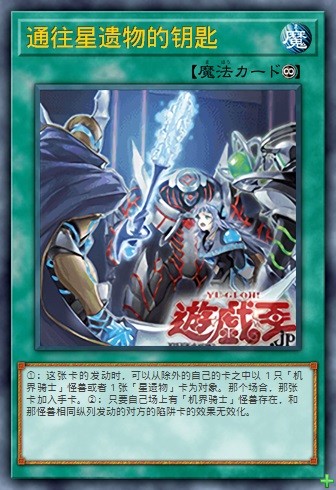 通往星遗物的钥匙
魔
【魔法カード】
YU-GI-OH!
遊戯王
.JP
①：这张卡的发动时，可以从除外的自己的卡之中以１只「机
界骑士」怪兽或者１张「星遗物」卡为对象。那个场合，那张
卡加入手卡。②：只要自己场上有「机界骑士」怪兽存在，和
那怪兽相同纵列发动的对方的陷阱卡的效果无效化。